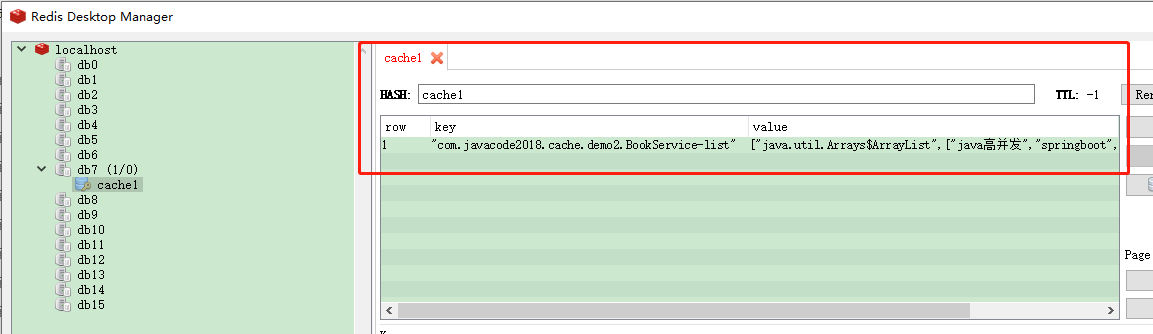 Redis Desktop Manager
localhost
db0
db1
db2
db3
db4
db5
db6
db7 (1/0)
cache1
db8
db9
db10
db11
db12
db13
db14
db15
cache1
HASH: cache1 TTL: -1 Ren
row key value
1 "com.javacode2018.cache.demo2.BookService-list" ["java.util.Arrays$ArrayList",["java高并发","springboot",
Page